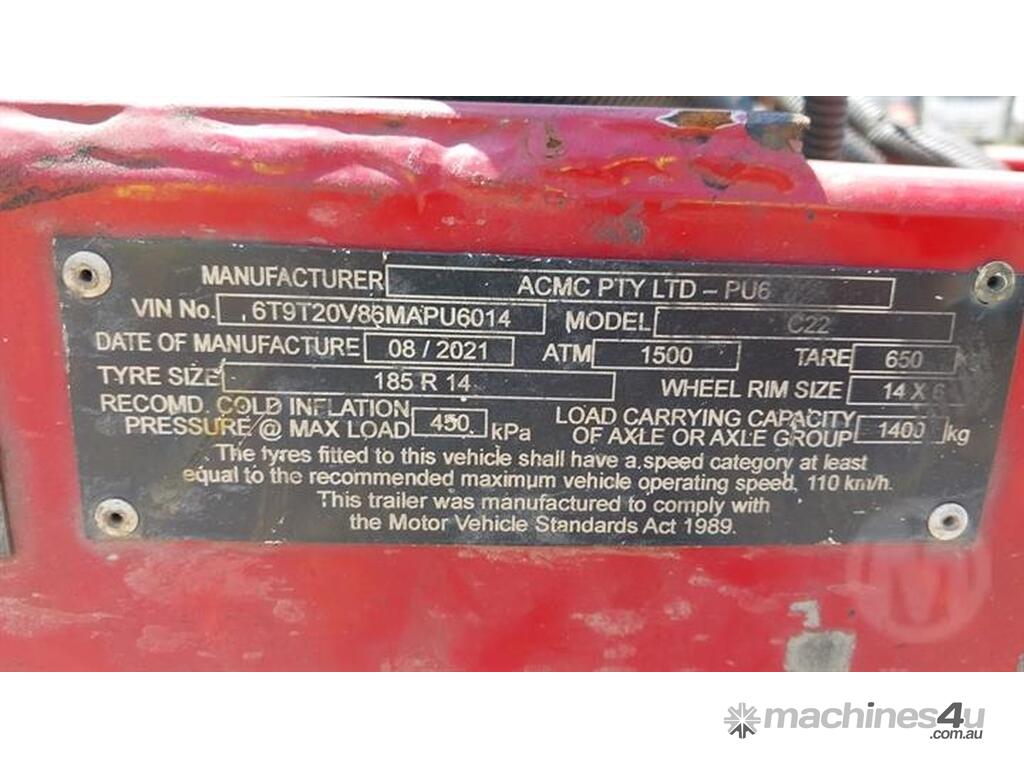 MANUFACTURER ACMC PTY LTD - PU6
VIN No. 6T9T20V86MAPU6014 MODEL C22
DATE OF MANUFACTURE 08 / 2021 ATM 1500 TARE 650
TYRE SIZE 185 R 14 WHEEL RIM SIZE 14 X 6
RECOMD. COLD INFLATION PRESSURE @ MAX LOAD 450 kPa LOAD CARRYING CAPACITY OF AXLE OR AXLE GROUP 1400 kg
The tyres fitted to this vehicle shall have a speed category at least
equal to the recommended maximum vehicle operating speed, 110 km/h.
This trailer was manufactured to comply with
the Motor Vehicle Standards Act 1989.
machines4u
.com.au